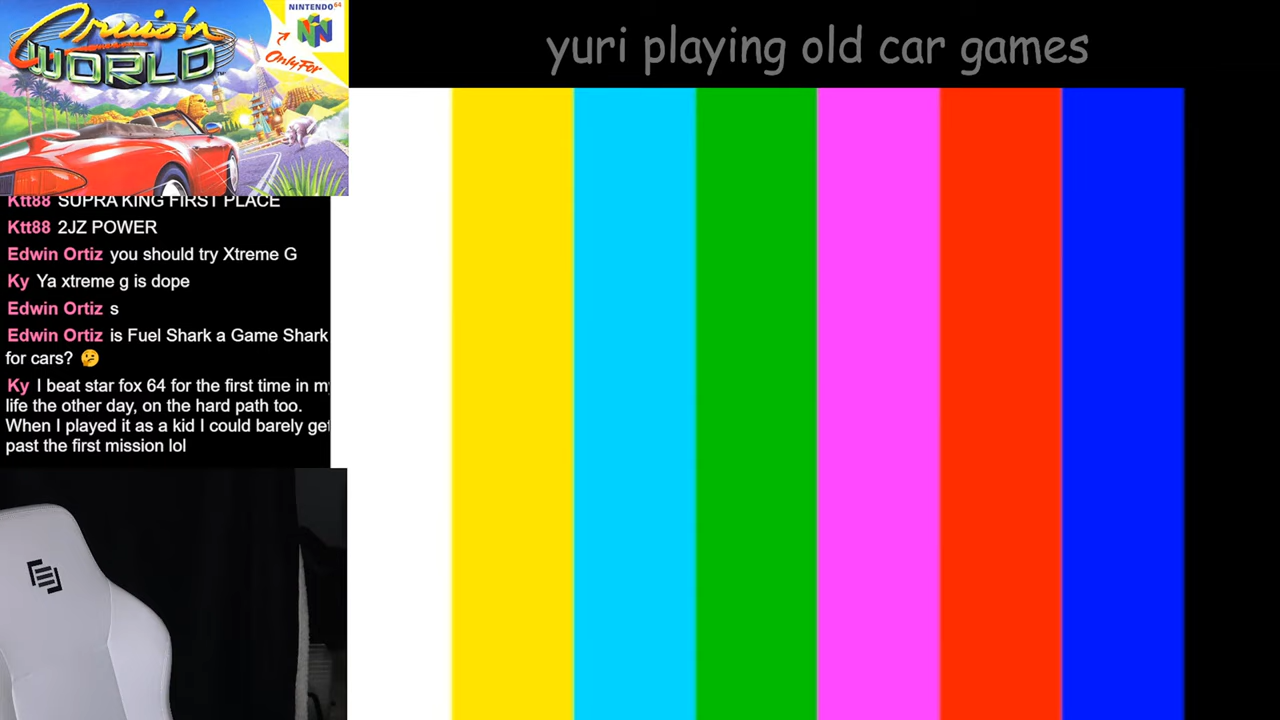 Cruis'n
WORLD
NINTENDO 64
Only For
yuri playing old car games
Ktt88 SUPRA KING FIRST PLACE
Ktt88 2JZ POWER
Edwin Ortiz you should try Xtreme G
Ky Ya xtreme g is dope
Edwin Ortiz s
Edwin Ortiz is Fuel Shark a Game Shark
for cars? 🤔
Ky I beat star fox 64 for the first time in my
life the other day, on the hard path too.
When I played it as a kid I could barely get
past the first mission lol